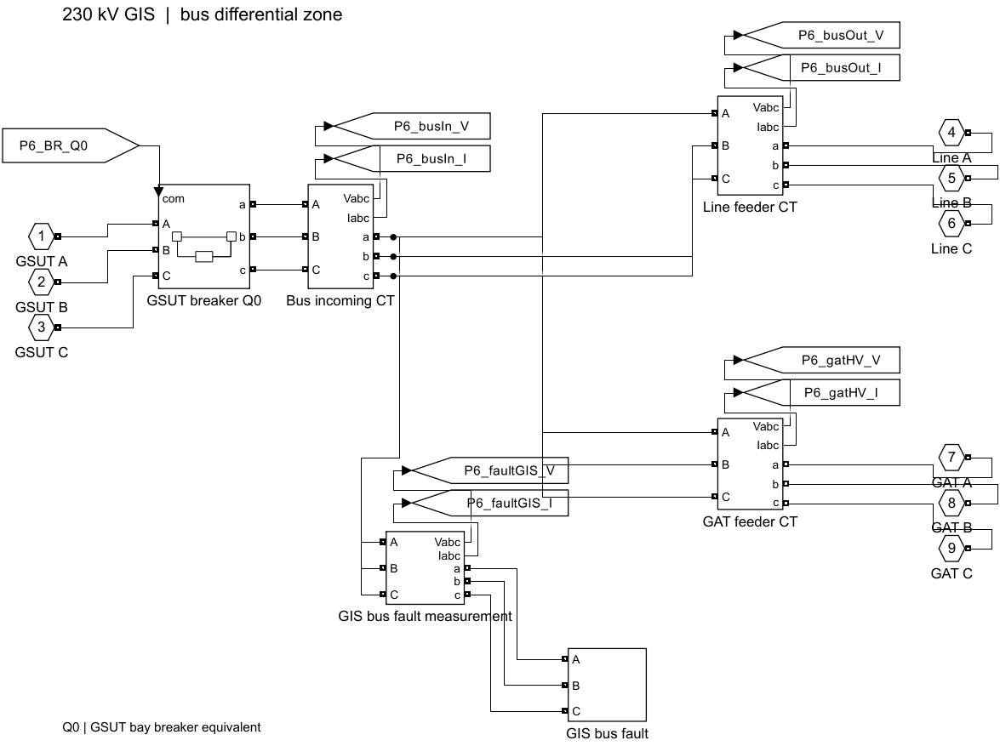 230 kV GIS | bus differential zone
P6_busOut_V
P6_busOut_I
P6_BR_Q0
P6_busIn_V
P6_busIn_I
com
A
B
C
a
b
c
GSUT breaker Q0
1
GSUT A
2
GSUT B
3
GSUT C
A
B
C
Vabc
Iabc
a
b
c
Bus incoming CT
A
B
C
Vabc
Iabc
a
b
c
Line feeder CT
4
Line A
5
Line B
6
Line C
P6_gatHV_V
P6_gatHV_I
A
B
C
Vabc
Iabc
a
b
c
GAT feeder CT
7
GAT A
8
GAT B
9
GAT C
P6_faultGIS_V
P6_faultGIS_I
A
B
C
Vabc
Iabc
a
b
c
GIS bus fault measurement
A
B
C
GIS bus fault
Q0 | GSUT bay breaker equivalent